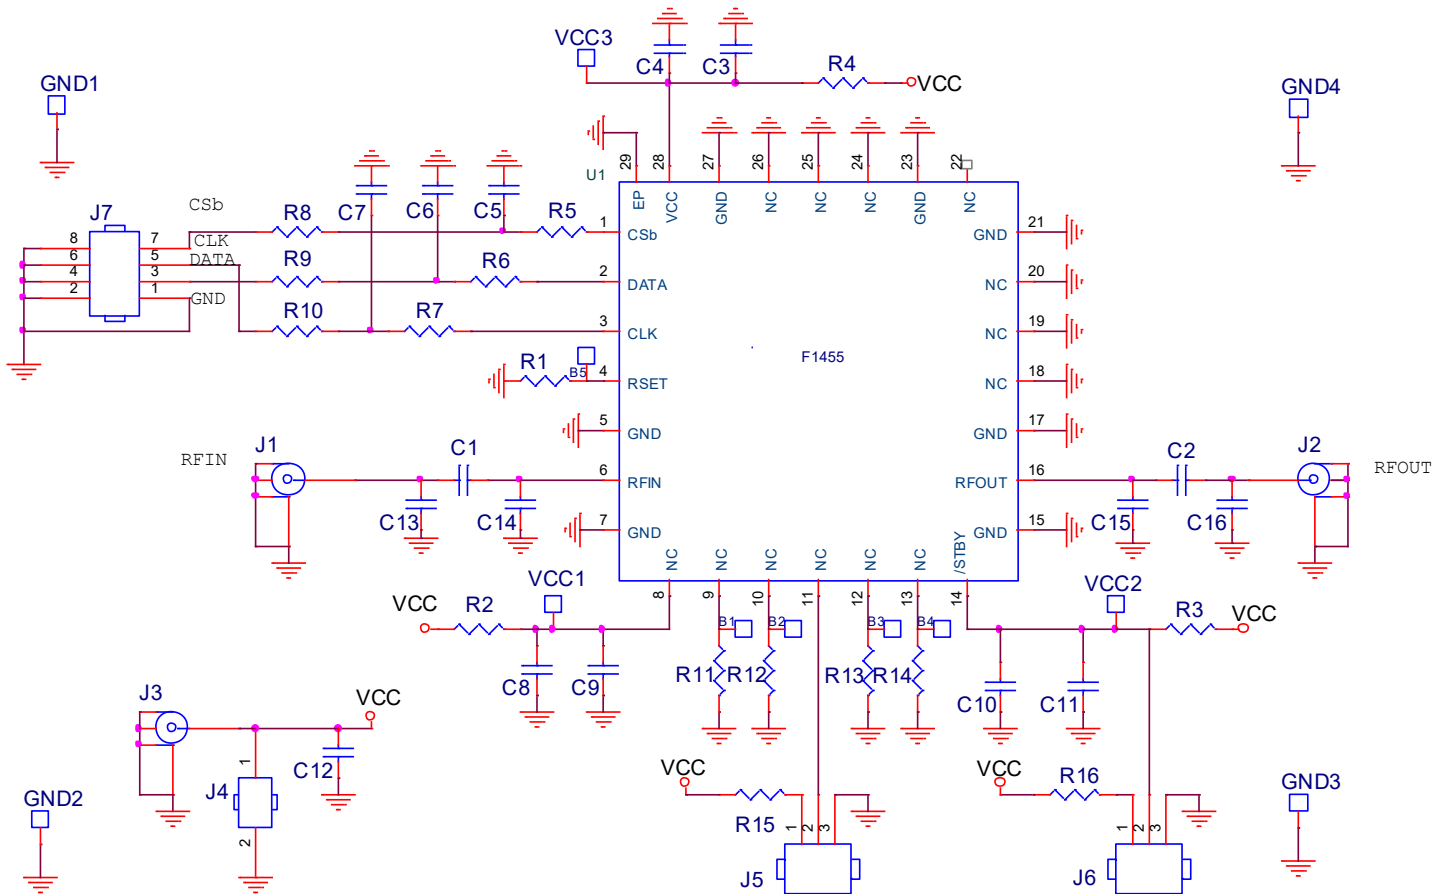 VCC3
C4
C3
R4
VCC
GND1
GND4
29
28
27
26
25
24
23
22
U1
EP
VCC
GND
NC
NC
NC
GND
NC
CSb
J7
R8
C7
C6
C5
R5
1
CSb
GND
21
8
7
CLK
6
5
DATA
4
3
R9
R6
2
DATA
NC
20
2
1
GND
R10
R7
3
CLK
NC
19
F1455
R1
B5
4
RSET
NC
18
5
GND
GND
17
RFIN
J1
C1
6
RFIN
RFOUT
16
C2
J2
RFOUT
C13
C14
7
GND
GND
15
C15
C16
NC
NC
NC
NC
NC
NC
/STBY
8
9
10
11
12
13
14
VCC
R2
VCC1
B1
B2
B3
B4
VCC2
R3
VCC
C8
C9
R11
R12
R13
R14
C10
C11
J3
VCC
C12
1
J4
2
GND2
VCC
R15
1
2
3
J5
VCC
R16
1
2
3
J6
GND3